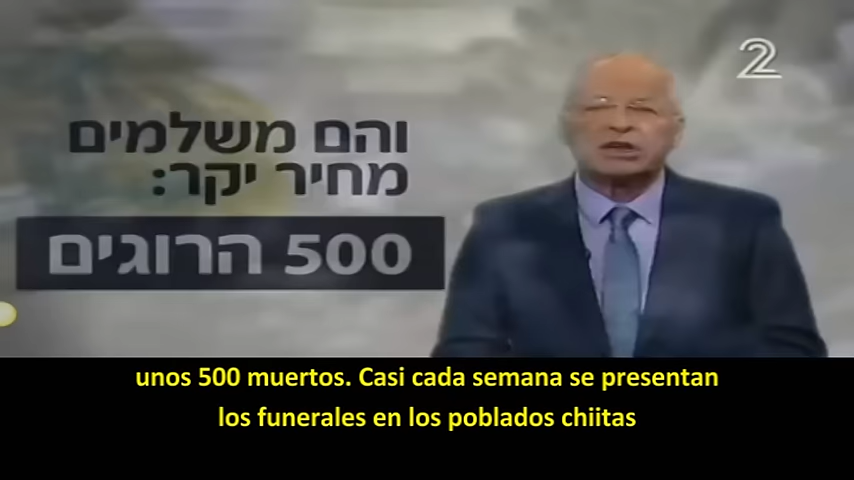 2
והם משלמים
מחיר יקר:
500 הרוגים
unos 500 muertos. Casi cada semana se presentan
los funerales en los poblados chiitas